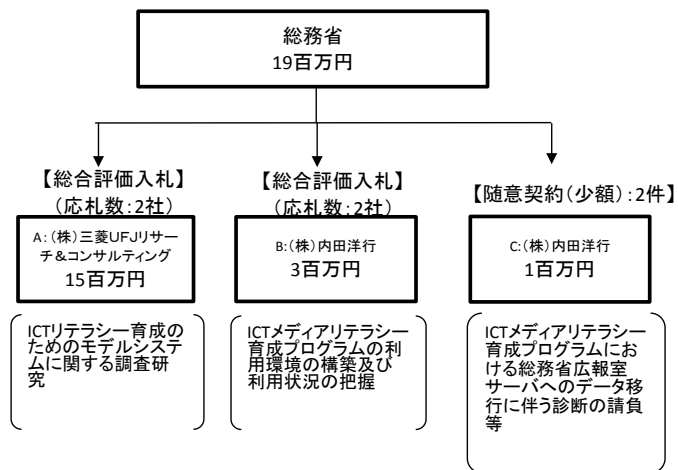 総務省
19百万円
【総合評価入札】
(応札数:2社)
A:(株)三菱UFJリサー
チ&コンサルティング
15百万円
ICTリテラシー育成の
ためのモデルシステ
ムに関する調査研
究
【総合評価入札】
(応札数:2社)
B:(株)内田洋行
3百万円
ICTメディアリテラシー
育成プログラムの利
用環境の構築及び
利用状況の把握
【随意契約(少額):2件】
C:(株)内田洋行
1百万円
ICTメディアリテラシー
育成プログラムにお
ける総務省広報室
サーバへのデータ移
行に伴う診断の請負
等